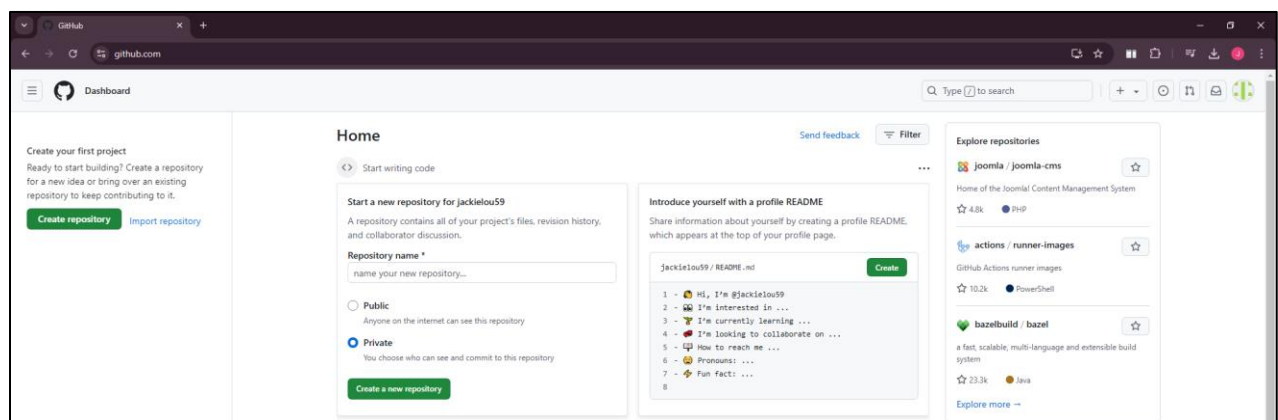 GitHub
github.com
Dashboard
Type / to search
Create your first project
Ready to start building? Create a repository
for a new idea or bring over an existing
repository to keep contributing to it.
Create repository
Import repository
Home
Send feedback
Filter
Start writing code
Start a new repository for jackielou59
A repository contains all of your project's files, revision history,
and collaborator discussion.
Repository name *
name your new repository...
Public
Anyone on the internet can see this repository
Private
You choose who can see and commit to this repository
Create a new repository
Introduce yourself with a profile README
Share information about yourself by creating a profile README,
which appears at the top of your profile page.
jackielou59 / README.md
Create
1 - 👋 Hi, I'm @jackielou59
2 - 👀 I'm interested in ...
3 - 🌱 I'm currently learning ...
4 - 💞️ I'm looking to collaborate on ...
5 - 📫 How to reach me ...
6 - 😄 Pronouns: ...
7 - ⚡ Fun fact: ...
8
Explore repositories
joomla / joomla-cms
Home of the Joomla! Content Management System
4.8k PHP
actions / runner-images
GitHub Actions runner images
10.2k PowerShell
bazelbuild / bazel
a fast, scalable, multi-language and extensible build
system
23.3k Java
Explore more →